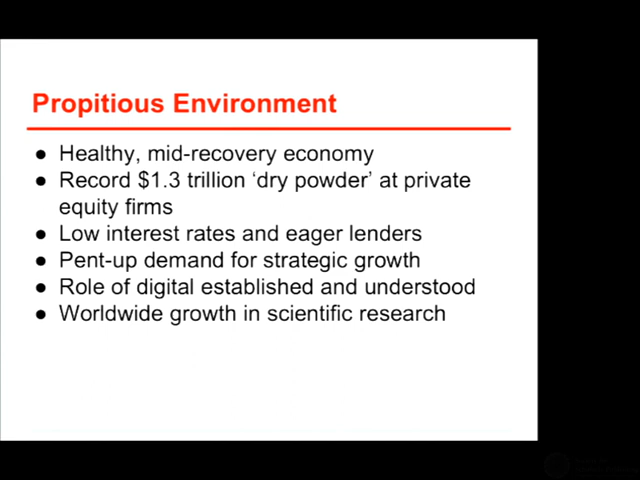 Propitious Environment
● Healthy, mid-recovery economy
● Record $1.3 trillion ‘dry powder’ at private
equity firms
● Low interest rates and eager lenders
● Pent-up demand for strategic growth
● Role of digital established and understood
● Worldwide growth in scientific research